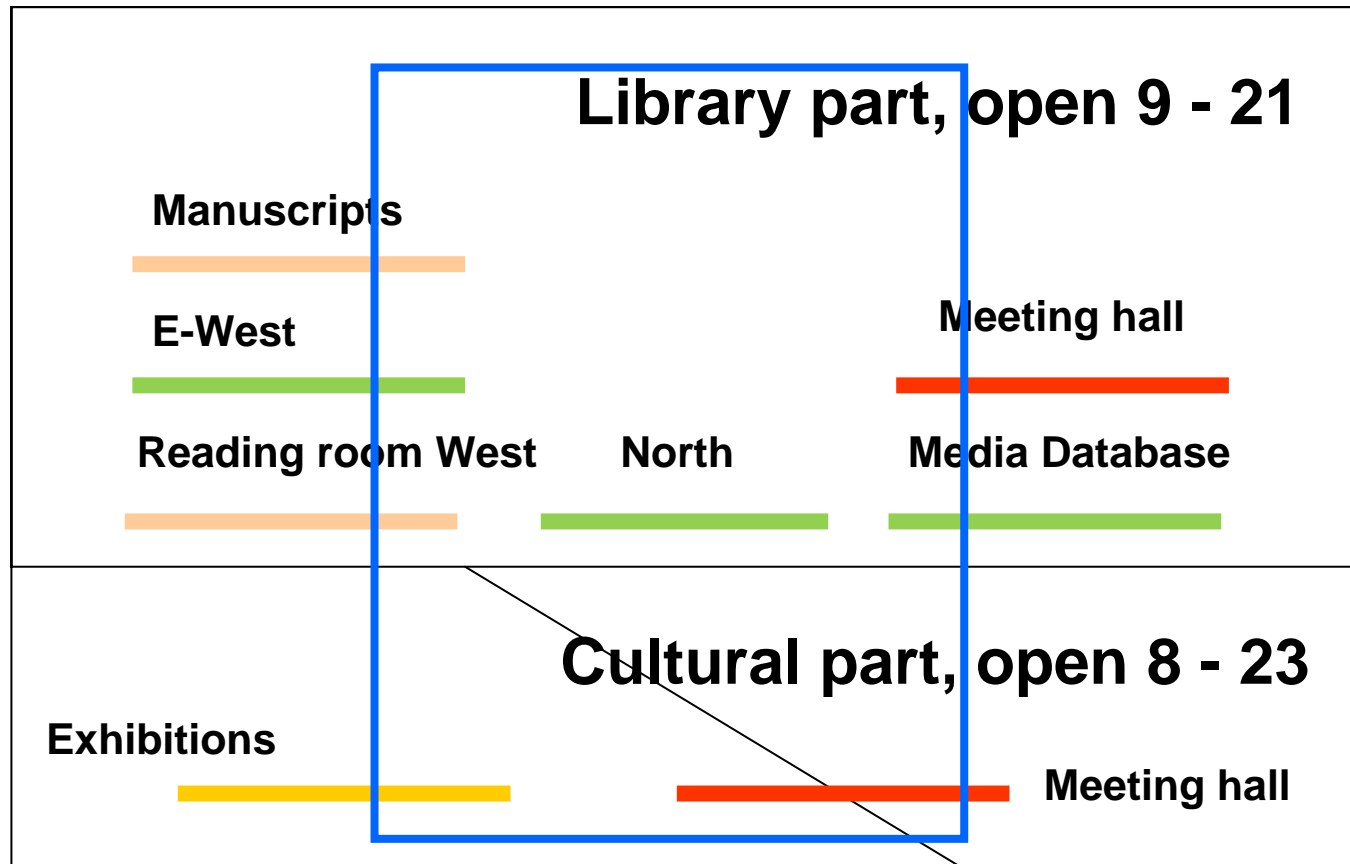 Library part, open 9 - 21
Manuscripts
E-West
Meeting hall
Reading room West
North
Media Database
Cultural part, open 8 - 23
Exhibitions
Meeting hall